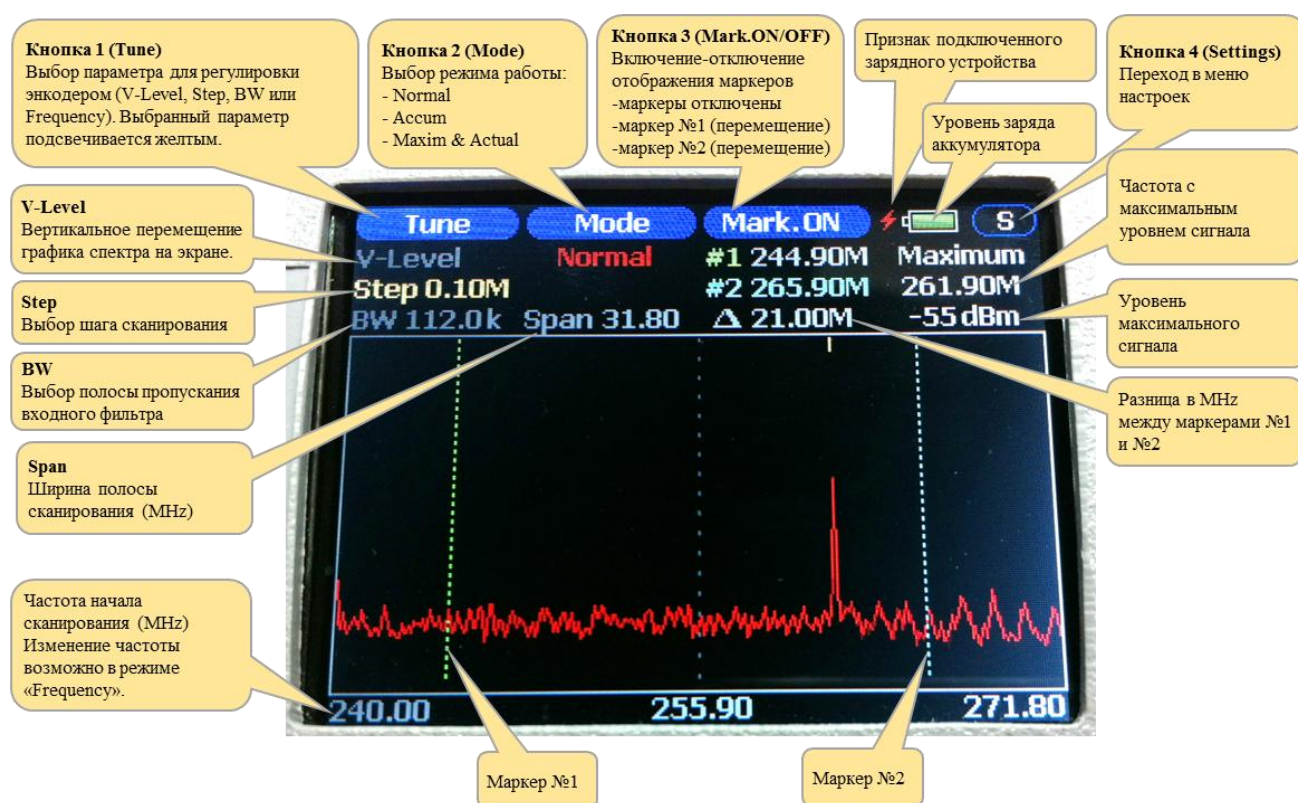 Кнопка 1 (Tune)
Выбор параметра для регулировки
энкодером (V-Level, Step, BW или
Frequency). Выбранный параметр
подсвечивается желтым.
Кнопка 2 (Mode)
Выбор режима работы:
- Normal
- Accum
- Maxim & Actual
Кнопка 3 (Mark.ON/OFF)
Включение-отключение
отображения маркеров
-маркеры отключены
-маркер №1 (перемещение)
-маркер №2 (перемещение)
Признак подключенного
зарядного устройства
Уровень заряда
аккумулятора
Кнопка 4 (Settings)
Переход в меню
настроек
V-Level
Вертикальное перемещение
графика спектра на экране.
Step
Выбор шага сканирования
BW
Выбор полосы пропускания
входного фильтра
Span
Ширина полосы
сканирования (MHz)
Частота начала
сканирования (MHz)
Изменение частоты
возможно в режиме
«Frequency».
Tune Mode Mark.ON S
V-Level Normal #1 244.90M Maximum
Step 0.10M #2 265.90M 261.90M
BW 112.0k Span 31.80 Δ 21.00M -55 dBm
240.00 255.90 271.80
Частота с
максимальным
уровнем сигнала
Уровень
максимального
сигнала
Разница в MHz
между маркерами №1
и №2
Маркер №1
Маркер №2